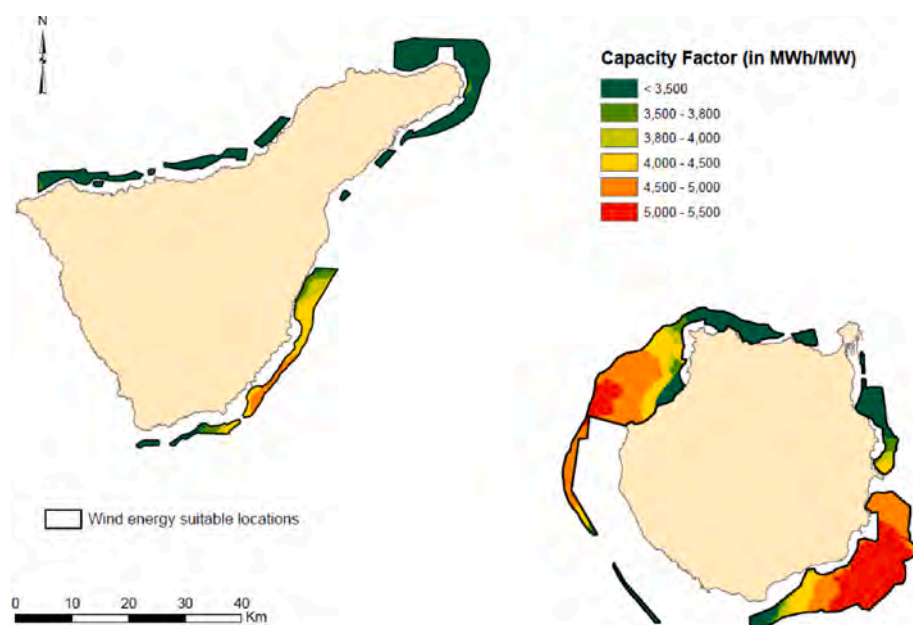 N
Capacity Factor (in MWh/MW)
< 3,500
3,500 - 3,800
3,800 - 4,000
4,000 - 4,500
4,500 - 5,000
5,000 - 5,500
Wind energy suitable locations
0 10 20 30 40
Km